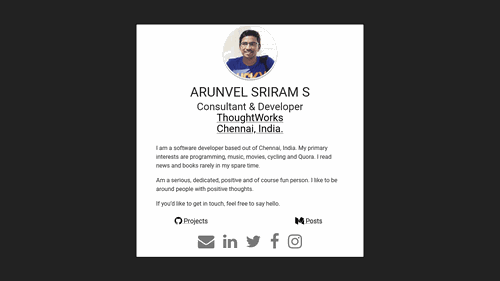 ARUNVEL SRIRAM S
Consultant & Developer
ThoughtWorks
Chennai, India.
I am a software developer based out of Chennai, India. My primary
interests are programming, music, movies, cycling and Quora. I read
news and books rarely in my spare time.
Am a serious, dedicated, positive and of course fun person. I like to be
around people with positive thoughts.
If you'd like to get in touch, feel free to say hello.
Projects
Posts